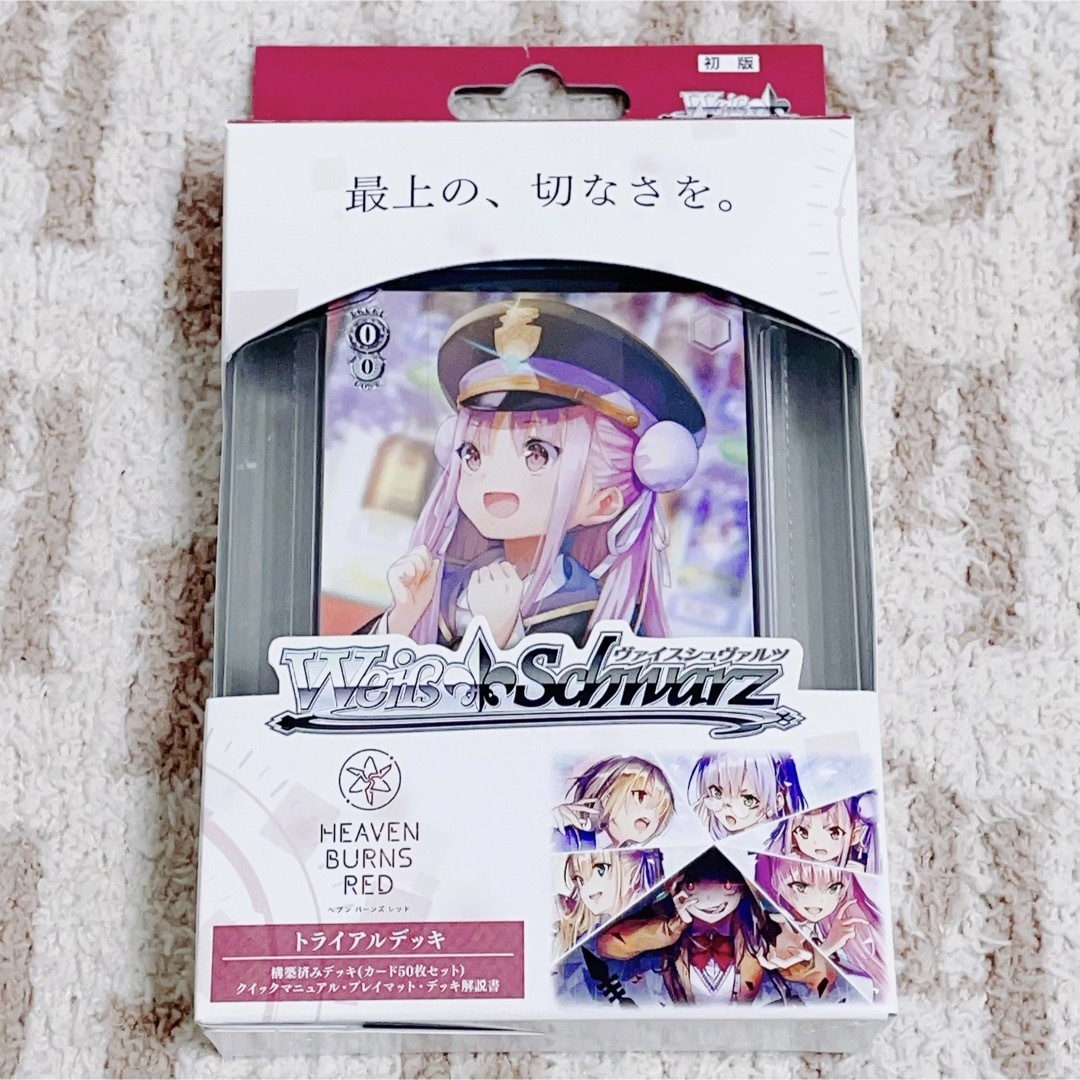 初版
Weiß Schwarz
最上の、切なさを。
LEVEL
0
0
COST
ヴァイスシュヴァルツ
Weiß Schwarz
HEAVEN
BURNS
RED
ヘブンバーンズレッド
トライアルデッキ
構築済みデッキ(カード50枚セット)
クイックマニュアル・プレイマット・デッキ解説書